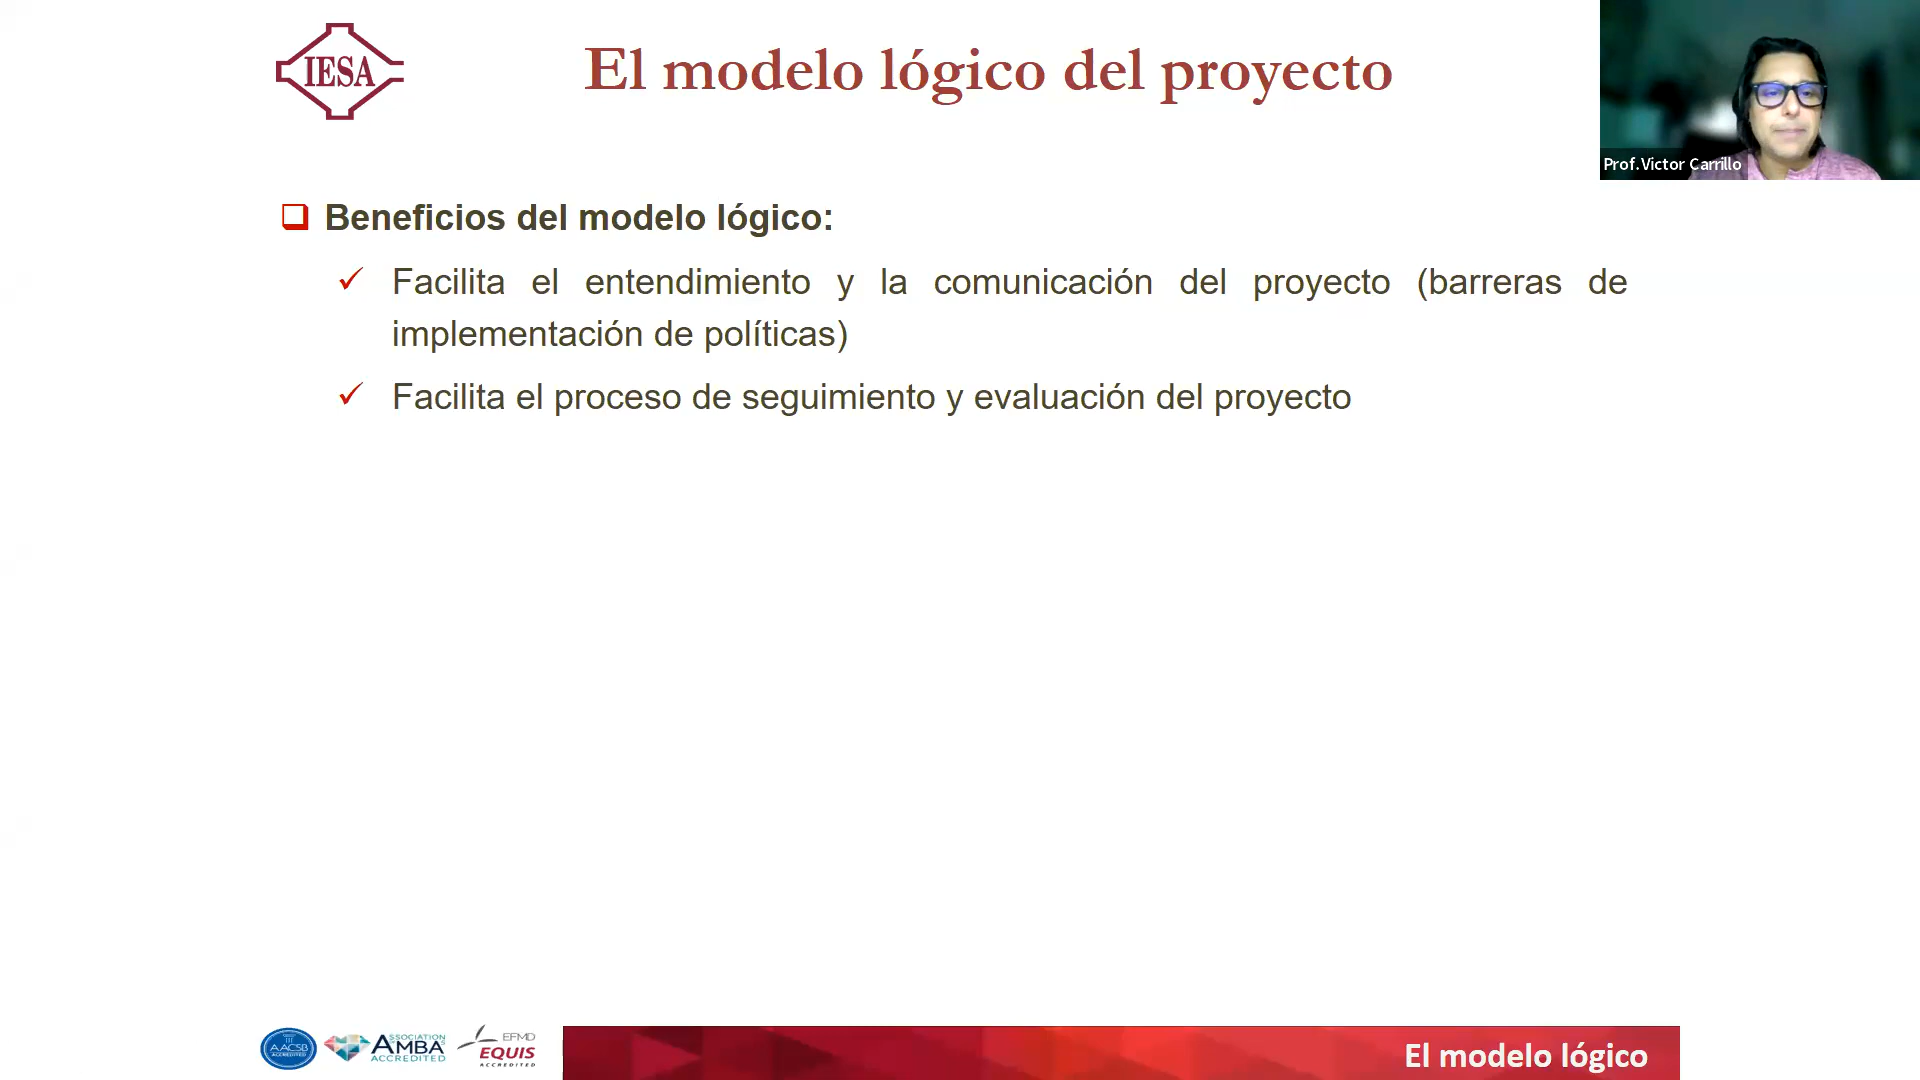 IESA
El modelo lógico del proyecto
Prof. Victor Carrillo
Beneficios del modelo lógico:
Facilita el entendimiento y la comunicación del proyecto (barreras de
implementación de políticas)
Facilita el proceso de seguimiento y evaluación del proyecto
AACSB
ACCREDITED
ASSOCIATION
AMBA
ACCREDITED
EFMD
EQUIS
ACCREDITED
El modelo lógico